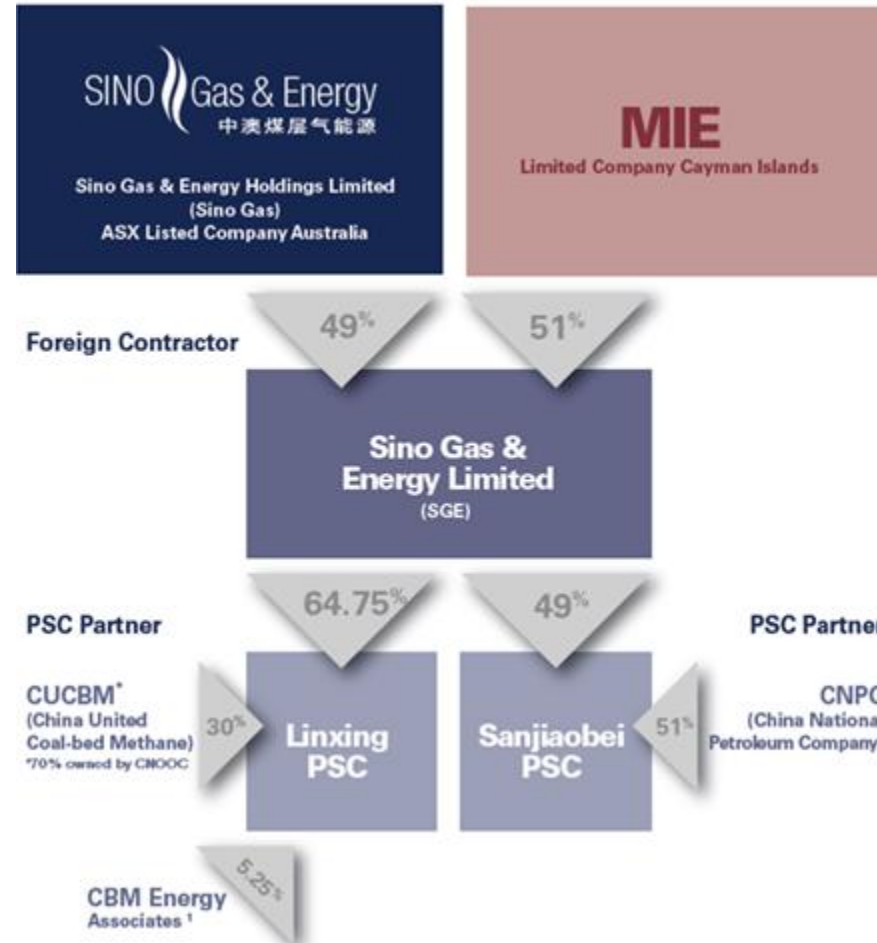 SINO Gas & Energy
中澳煤层气能源
Sino Gas & Energy Holdings Limited
(Sino Gas)
ASX Listed Company Australia
MIE
Limited Company Cayman Islands
Foreign Contractor
49%
51%
Sino Gas &
Energy Limited
(SGE)
64.75%
49%
PSC Partner
PSC Partner
CUCBM*
(China United
Coal-bed Methane)
*70% owned by CNOOC
30%
Linxing
PSC
Sanjiaobei
PSC
51%
CNPC
(China National
Petroleum Company
5.25%
CBM Energy
Associates ¹